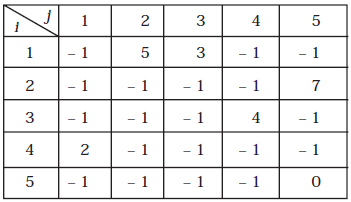 i j 1 2 3 4 5
1 – 1 5 3 – 1 – 1
2 – 1 – 1 – 1 – 1 7
3 – 1 – 1 – 1 4 – 1
4 2 – 1 – 1 – 1 – 1
5 – 1 – 1 – 1 – 1 0